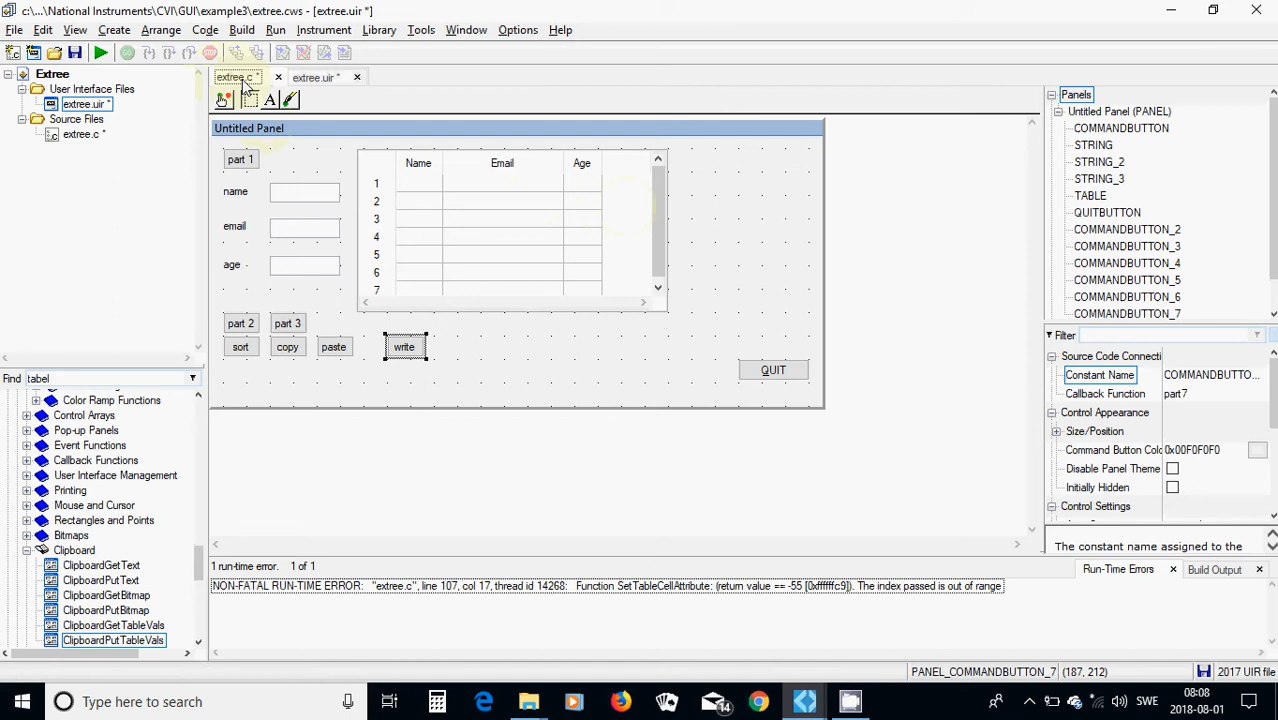 c:\...\National Instruments\CVI\GUI\example3\extree.cws - [extree.uir *]
File Edit View Create Arrange Code Build Run Instrument Library Tools Window Options Help
Extree
User Interface Files
extree.uir *
Source Files
extree.c *
extree.c * extree.uir *
Untitled Panel
part 1
name
email
age
Name Email Age
1
2
3
4
5
6
7
part 2 part 3
sort copy paste write
QUIT
Panels
Untitled Panel (PANEL)
COMMANDBUTTON
STRING
STRING_2
STRING_3
TABLE
QUITBUTTON
COMMANDBUTTON_2
COMMANDBUTTON_3
COMMANDBUTTON_4
COMMANDBUTTON_5
COMMANDBUTTON_6
COMMANDBUTTON_7
Filter
Source Code Connecti
Constant Name COMMANDBUTTO...
Callback Function part7
Control Appearance
Size/Position
Command Button Colo 0x00F0F0F0
Disable Panel Theme
Initially Hidden
Control Settings
The constant name assigned to the
Find tabel
Color Ramp Functions
Control Arrays
Pop-up Panels
Event Functions
Callback Functions
User Interface Management
Printing
Mouse and Cursor
Rectangles and Points
Bitmaps
Clipboard
ClipboardGetText
ClipboardPutText
ClipboardGetBitmap
ClipboardPutBitmap
ClipboardGetTableVals
ClipboardPutTableVals
1 run-time error. 1 of 1
Run-Time Errors Build Output
NON-FATAL RUN-TIME ERROR: "extree.c", line 107, col 17, thread id 14268: Function SetTableCellAttribute: (return value == -55 [0xffffffc9]). The index passed is out of range
PANEL_COMMANDBUTTON_7 (187, 212) 2017 UIR file
Type here to search
14
SWE
08:08
2018-08-01